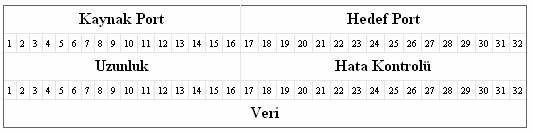 Kaynak Port Hedef Port
1 2 3 4 5 6 7 8 9 10 11 12 13 14 15 16 17 18 19 20 21 22 23 24 25 26 27 28 29 30 31 32
Uzunluk Hata Kontrolü
1 2 3 4 5 6 7 8 9 10 11 12 13 14 15 16 17 18 19 20 21 22 23 24 25 26 27 28 29 30 31 32
Veri